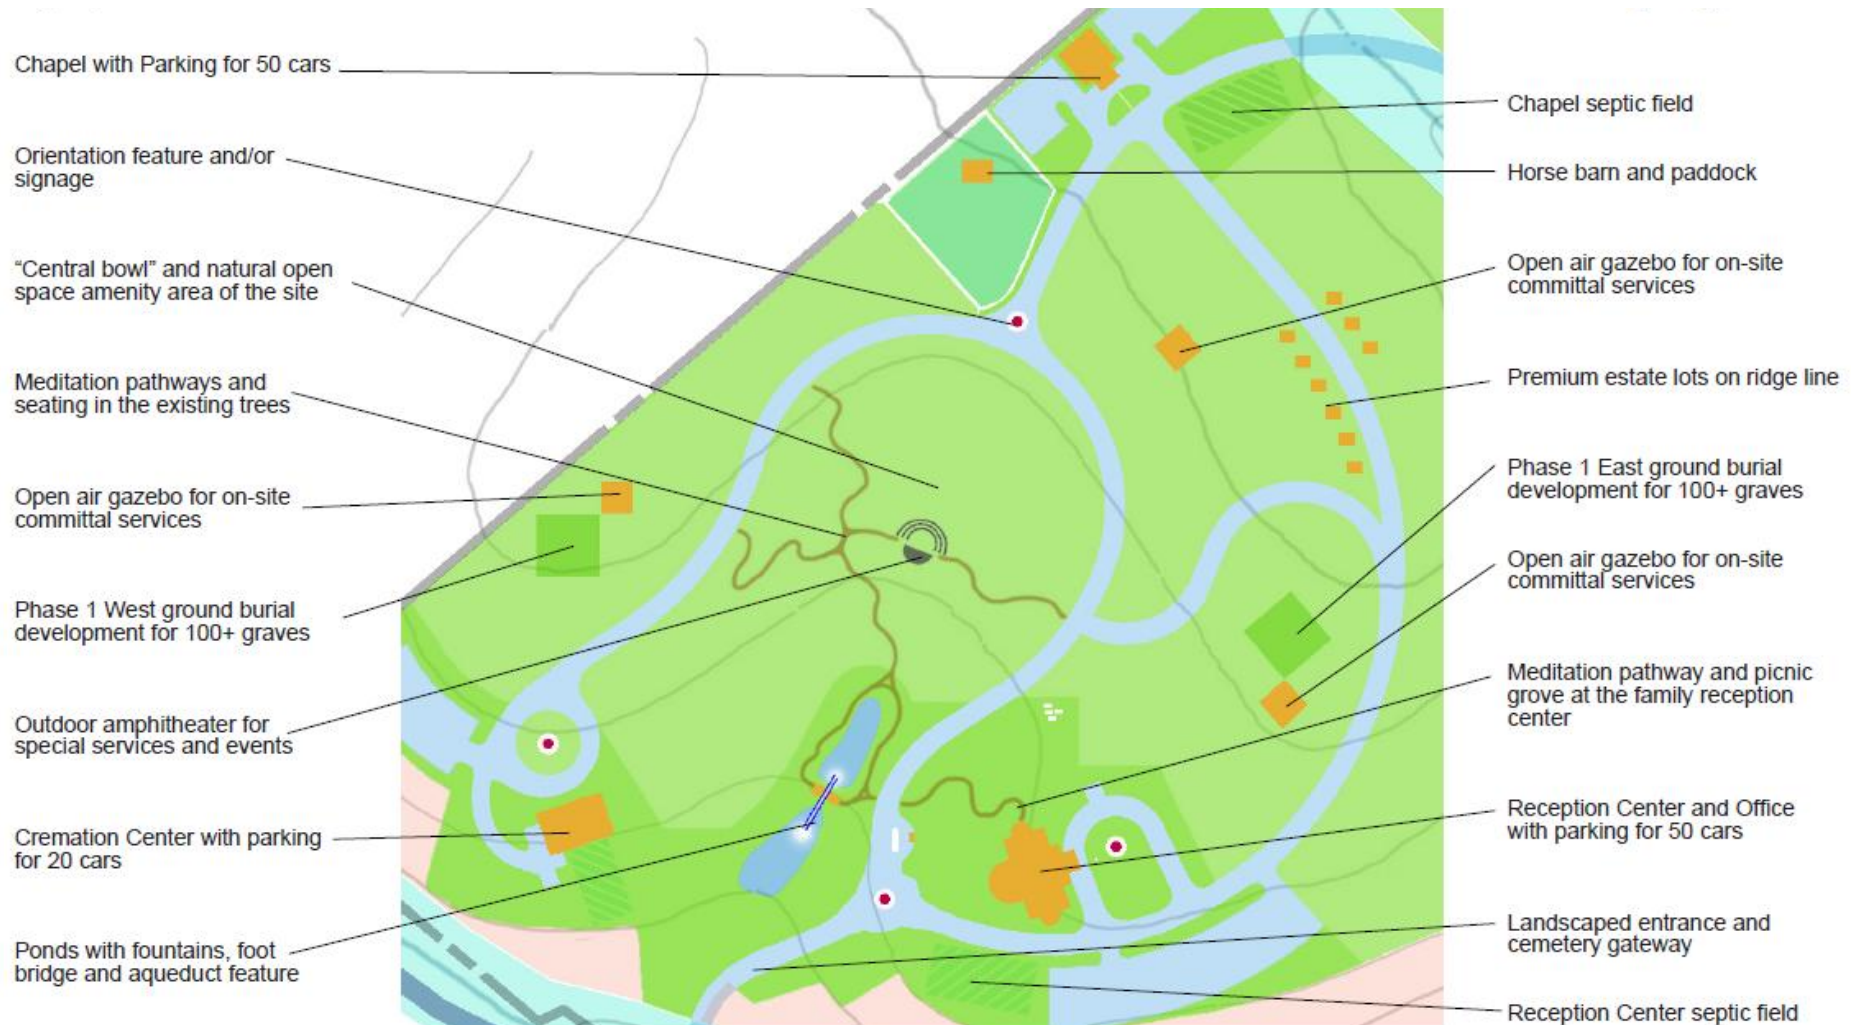 Chapel with Parking for 50 cars
Orientation feature and/or
signage
“Central bowl” and natural open
space amenity area of the site
Meditation pathways and
seating in the existing trees
Open air gazebo for on-site
committal services
Phase 1 West ground burial
development for 100+ graves
Outdoor amphitheater for
special services and events
Cremation Center with parking
for 20 cars
Ponds with fountains, foot
bridge and aqueduct feature
Chapel septic field
Horse barn and paddock
Open air gazebo for on-site
committal services
Premium estate lots on ridge line
Phase 1 East ground burial
development for 100+ graves
Open air gazebo for on-site
committal services
Meditation pathway and picnic
grove at the family reception
center
Reception Center and Office
with parking for 50 cars
Landscaped entrance and
cemetery gateway
Reception Center septic field